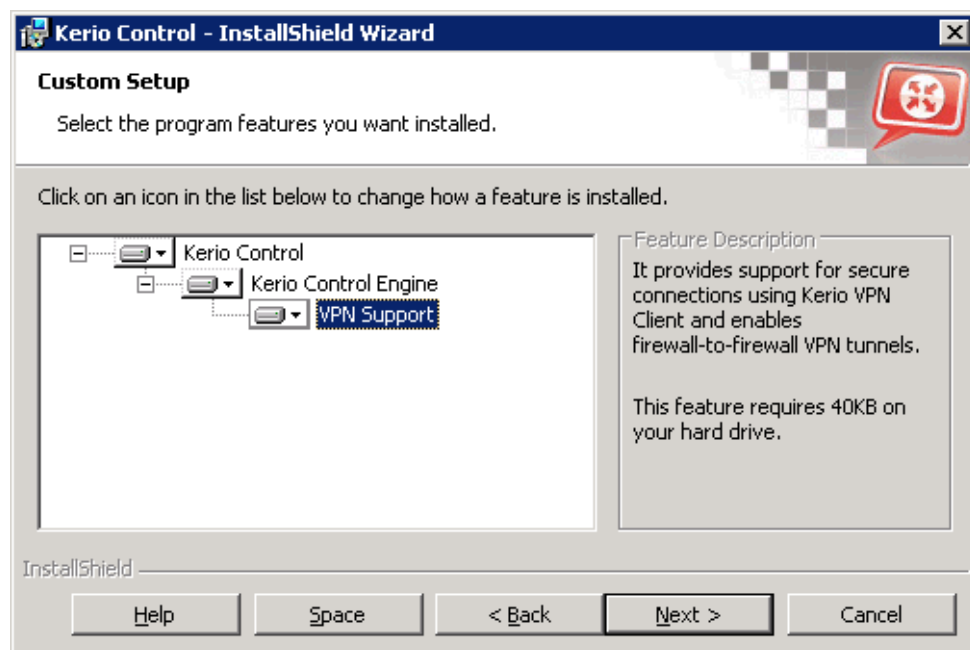 Kerio Control - InstallShield Wizard
Custom Setup
Select the program features you want installed.
Click on an icon in the list below to change how a feature is installed.
Kerio Control
Kerio Control Engine
VPN Support
Feature Description
It provides support for secure
connections using Kerio VPN
Client and enables
firewall-to-firewall VPN tunnels.
This feature requires 40KB on
your hard drive.
InstallShield
Help
Space
< Back
Next >
Cancel